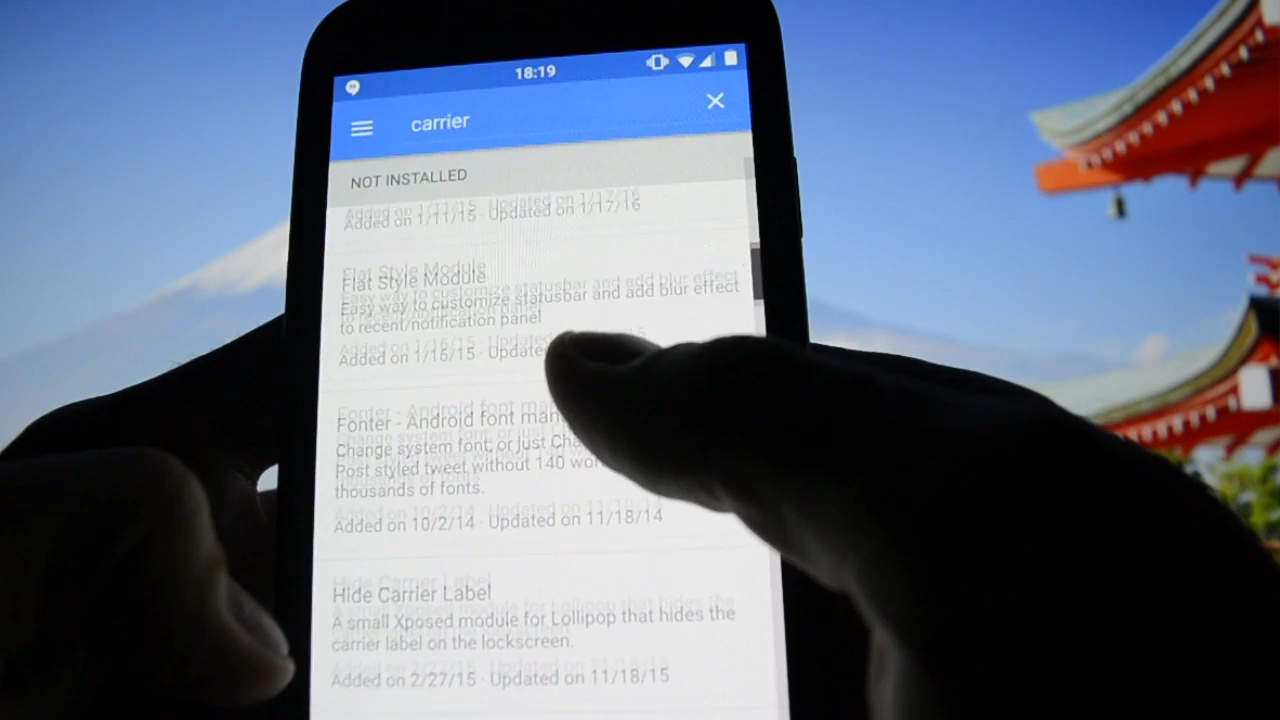 18:19
carrier
NOT INSTALLED
Added on 1/11/15 · Updated on 1/17/16
Flat Style Module
Easy way to customize statusbar and add blur effect
to recent/notification panel
Added on 1/16/15 ·
Fonter - Android font
Change system font, or just
Post styled tweet without 140
thousands of fonts.
Added on 10/2/14 · Updated on 11/18/14
Hide Carrier Label
A small Xposed module for Lollipop that hides the
carrier label on the lockscreen.
Added on 2/27/15 · Updated on 11/18/15